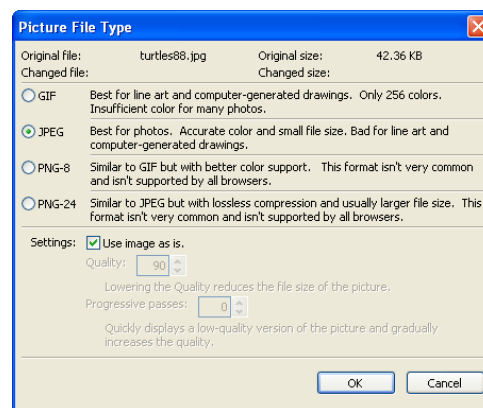 Picture File Type
Original file: turtles88.jpg Original size: 42.36 KB
Changed file: Changed size:
GIF Best for line art and computer-generated drawings. Only 256 colors.
Insufficient color for many photos.
JPEG Best for photos. Accurate color and small file size. Bad for line art and
computer-generated drawings.
PNG-8 Similar to GIF but with better color support. This format isn't very common
and isn't supported by all browsers.
PNG-24 Similar to JPEG but with lossless compression and usually larger file size. This
format isn't very common and isn't supported by all browsers.
Settings: Use image as is.
Quality: 90
Lowering the Quality reduces the file size of the picture.
Progressive passes: 0
Quickly displays a low-quality version of the picture and gradually
increases the quality.
OK Cancel